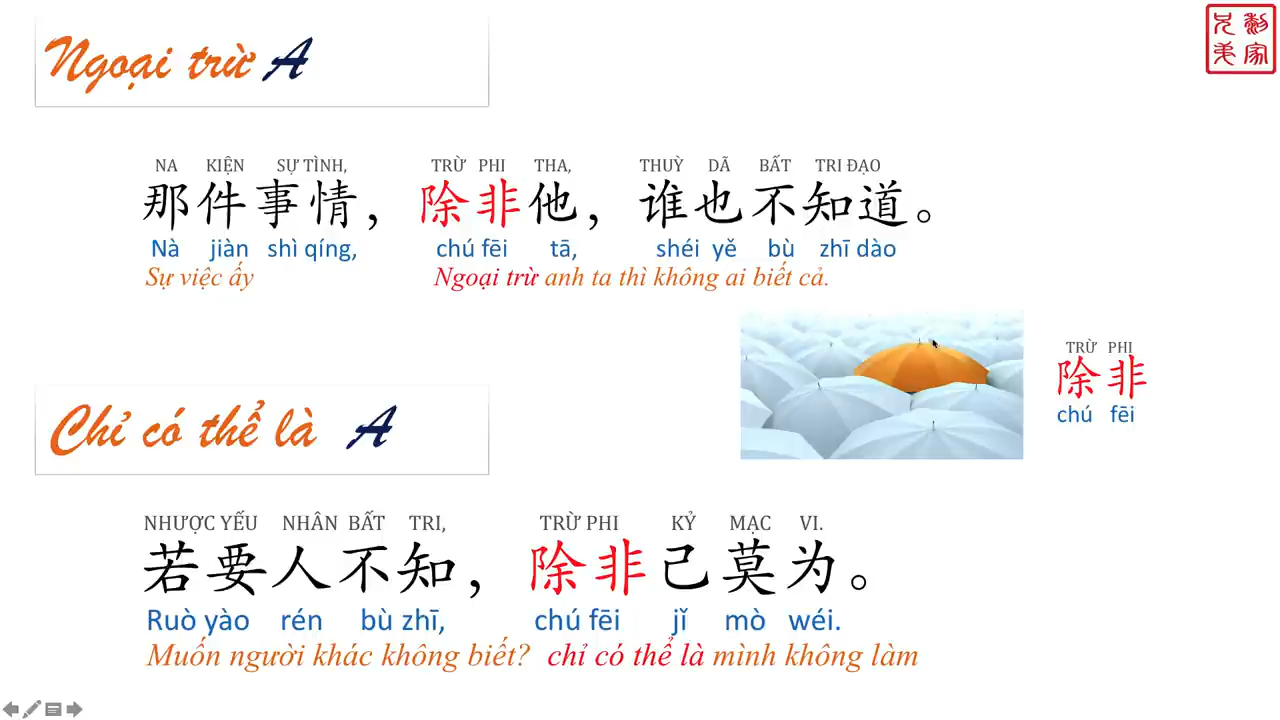 Ngoại trừ A
NA KIỆN SỰ TÌNH, TRỪ PHI THA, THUỲ DÃ BẤT TRI ĐẠO
那件事情，除非他，谁也不知道。
Nà jiàn shì qíng, chú fēi tā, shéi yě bù zhī dào
Sự việc ấy Ngoại trừ anh ta thì không ai biết cả.
TRỪ PHI
除非
chú fēi
Chỉ có thể là A
NHƯỢC YẾU NHÂN BẤT TRI, TRỪ PHI KỶ MẠC VI.
若要人不知，除非己莫为。
Ruò yào rén bù zhī, chú fēi jǐ mò wéi.
Muốn người khác không biết? chỉ có thể là mình không làm